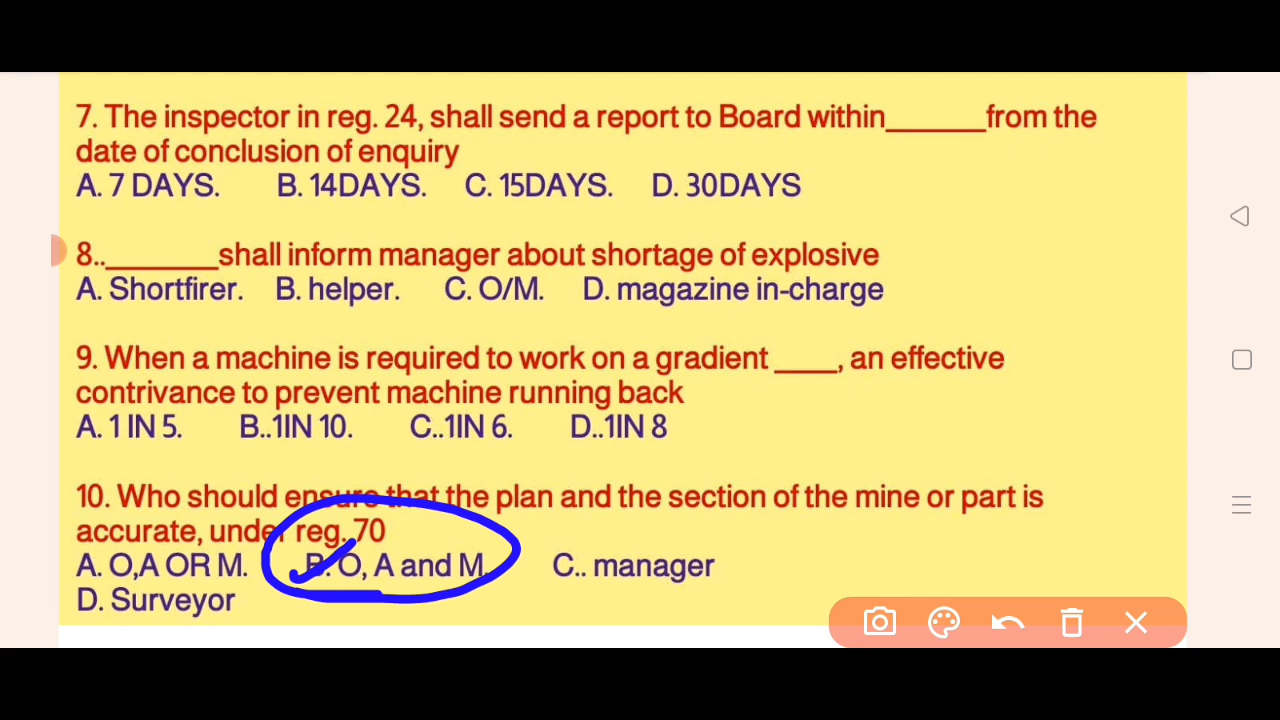 7. The inspector in reg. 24, shall send a report to Board within_______from the
date of conclusion of enquiry
A. 7 DAYS. B. 14DAYS. C. 15DAYS. D. 30DAYS
8..________shall inform manager about shortage of explosive
A. Shortfirer. B. helper. C. O/M. D. magazine in-charge
9. When a machine is required to work on a gradient ____, an effective
contrivance to prevent machine running back
A. 1 IN 5. B..1IN 10. C..1IN 6. D..1IN 8
10. Who should ensure that the plan and the section of the mine or part is
accurate, under reg. 70
A. O,A OR M. B. O, A and M. C.. manager
D. Surveyor